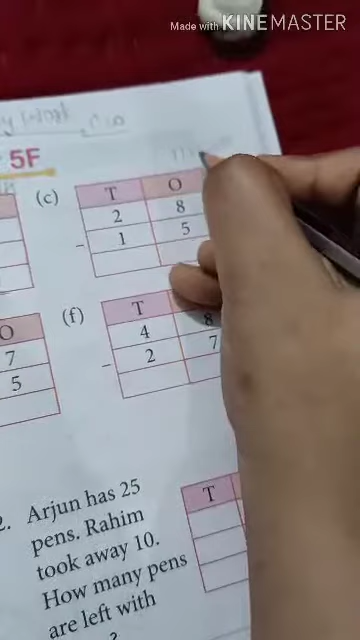 Made with KINEMASTER
5F
(c)
T O
2 8
- 1 5
O
7
5
(f)
T
4 8
- 2 7
2. Arjun has 25
pens. Rahim
took away 10.
How many pens
are left with
?
T